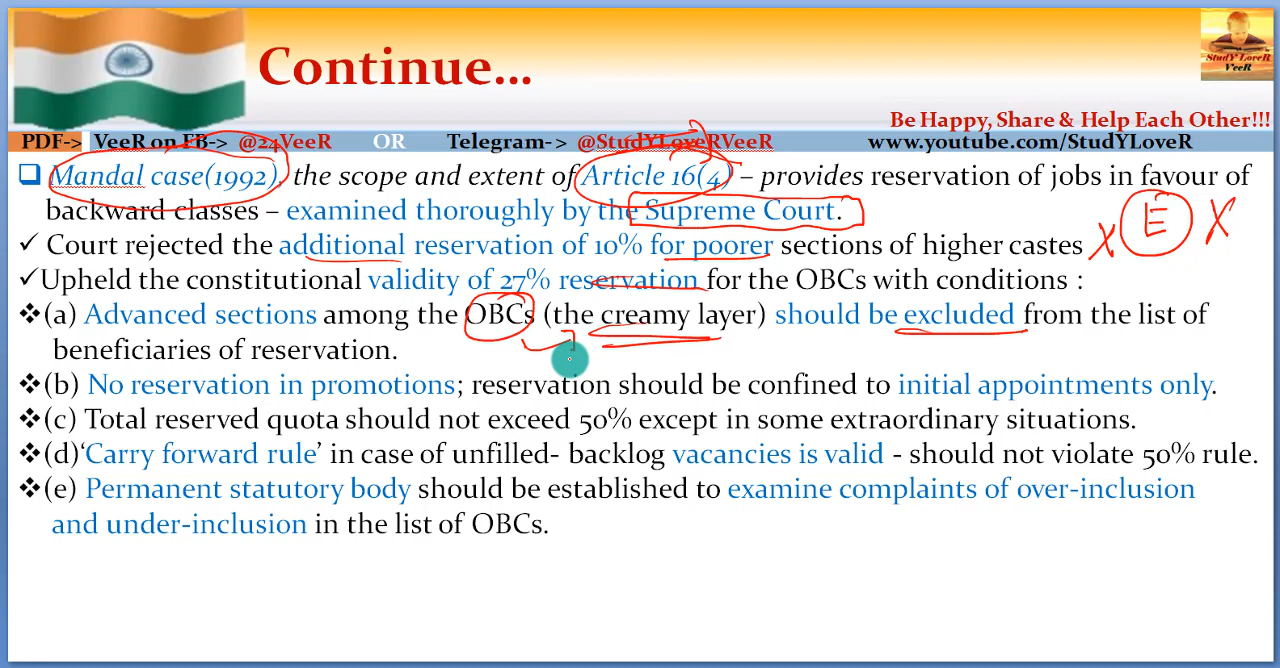 Continue...
StudY LoveR
VeeR
Be Happy, Share & Help Each Other!!!
PDF-> VeeR on FB-> @24VeeR OR Telegram-> @StudYLoveRVeeR www.youtube.com/StudYLoveR
❑ Mandal case(1992), the scope and extent of Article 16(4) – provides reservation of jobs in favour of
backward classes – examined thoroughly by the Supreme Court.
✓ Court rejected the additional reservation of 10% for poorer sections of higher castes X E X
✓Upheld the constitutional validity of 27% reservation for the OBCs with conditions :
❖(a) Advanced sections among the OBCs (the creamy layer) should be excluded from the list of
beneficiaries of reservation.
❖(b) No reservation in promotions; reservation should be confined to initial appointments only.
❖(c) Total reserved quota should not exceed 50% except in some extraordinary situations.
❖(d)‘Carry forward rule’ in case of unfilled- backlog vacancies is valid - should not violate 50% rule.
❖(e) Permanent statutory body should be established to examine complaints of over-inclusion
and under-inclusion in the list of OBCs.